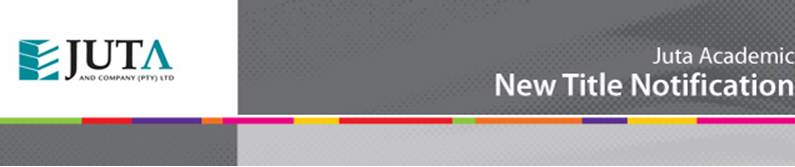 JUTA
AND COMPANY (PTY) LTD
Juta Academic
New Title Notification